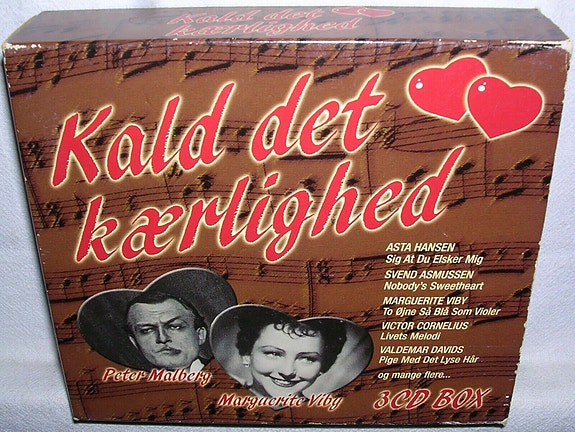 Kald det
kærlighed
Kald det
kærlighed
ASTA HANSEN
Sig At Du Elsker Mig
SVEND ASMUSSEN
Nobody's Sweetheart
MARGUERITE VIBY
To Øjne Så Blå Som Violer
VICTOR CORNELIUS
Livets Melodi
VALDEMAR DAVIDS
Pige Med Det Lyse Hår
og mange flere...
Peter Malberg
Marguerite Viby
3CD BOX